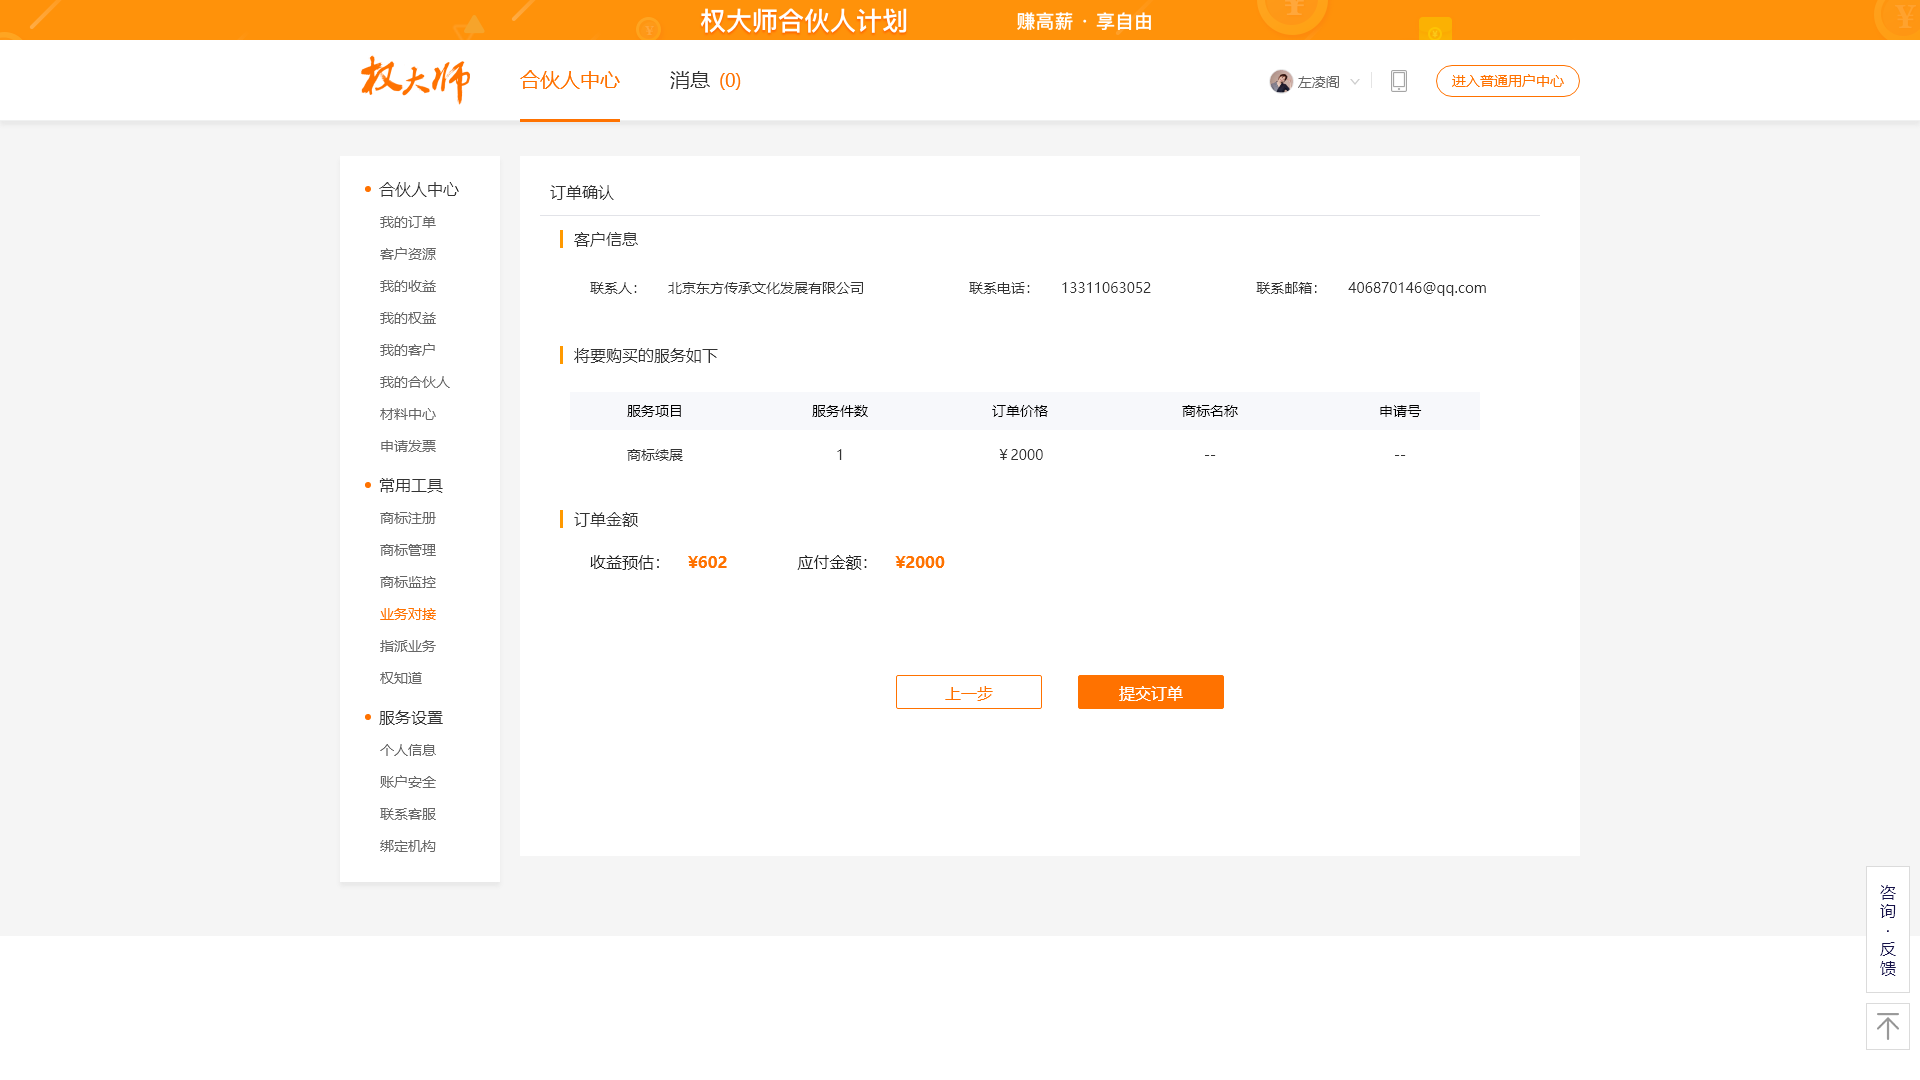 权大师合伙人计划 赚高薪 · 享自由
权大师 合伙人中心 消息 (0) 左凌阁 进入普通用户中心
合伙人中心
我的订单
客户资源
我的收益
我的权益
我的客户
我的合伙人
材料中心
申请发票
常用工具
商标注册
商标管理
商标监控
业务对接
指派业务
权知道
服务设置
个人信息
账户安全
联系客服
绑定机构
订单确认
客户信息
联系人： 北京东方传承文化发展有限公司 联系电话： 13311063052 联系邮箱： 406870146@qq.com
将要购买的服务如下
服务项目 服务件数 订单价格 商标名称 申请号
商标续展 1 ¥2000 -- --
订单金额
收益预估： ¥602 应付金额： ¥2000
上一步 提交订单
咨
询
·
反
馈